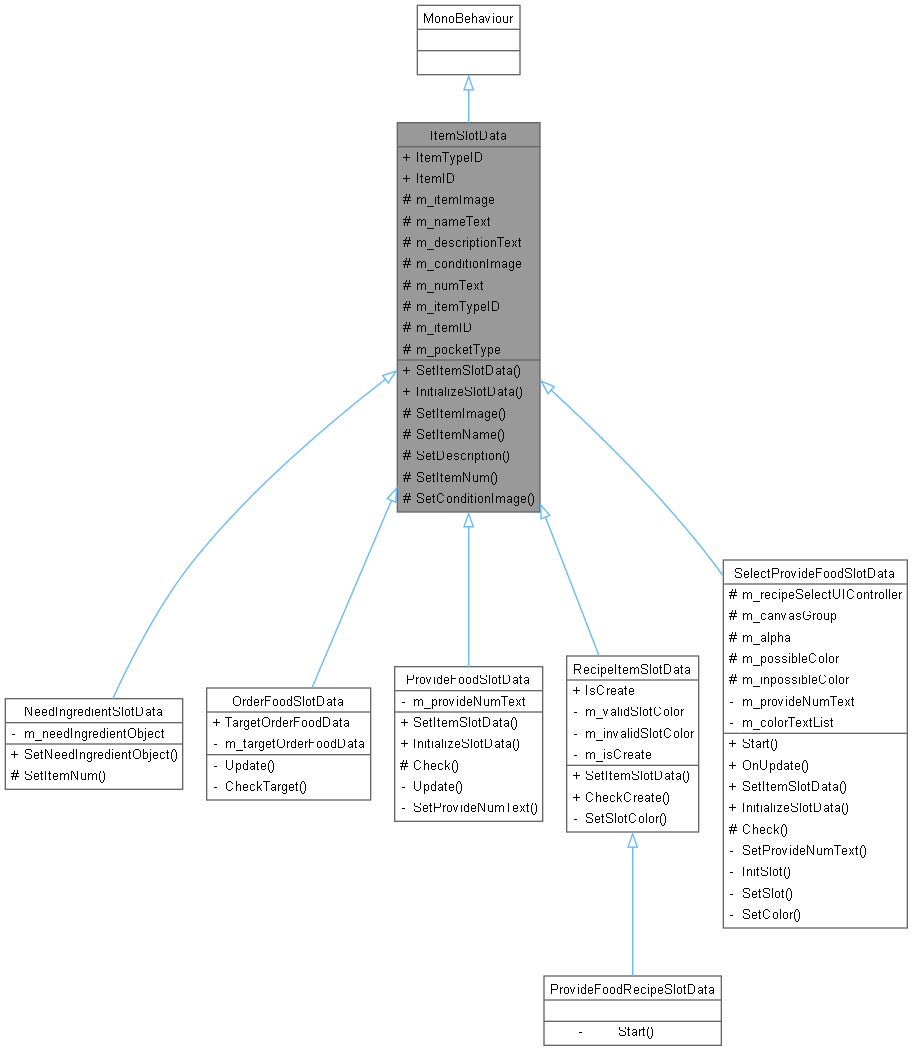 MonoBehaviour
ItemSlotData
+ ItemTypeID
+ ItemID
# m_itemImage
# m_nameText
# m_descriptionText
# m_conditionImage
# m_numText
# m_itemTypeID
# m_itemID
# m_pocketType
+ SetItemSlotData()
+ InitializeSlotData()
# SetItemImage()
# SetItemName()
# SetDescription()
# SetItemNum()
# SetConditionImage()
NeedIngredientSlotData
- m_needIngredientObject
+ SetNeedIngredientObject()
# SetItemNum()
OrderFoodSlotData
+ TargetOrderFoodData
- m_targetOrderFoodData
- Update()
- CheckTarget()
ProvideFoodSlotData
- m_provideNumText
+ SetItemSlotData()
+ InitializeSlotData()
# Check()
- Update()
- SetProvideNumText()
RecipeItemSlotData
+ IsCreate
- m_validSlotColor
- m_invalidSlotColor
- m_isCreate
+ SetItemSlotData()
+ CheckCreate()
- SetSlotColor()
SelectProvideFoodSlotData
# m_recipeSelectUIController
# m_canvasGroup
# m_alpha
# m_possibleColor
# m_inpossibleColor
- m_provideNumText
- m_colorTextList
+ Start()
+ OnUpdate()
+ SetItemSlotData()
+ InitializeSlotData()
# Check()
- SetProvideNumText()
- InitSlot()
- SetSlot()
- SetColor()
ProvideFoodRecipeSlotData
- Start()